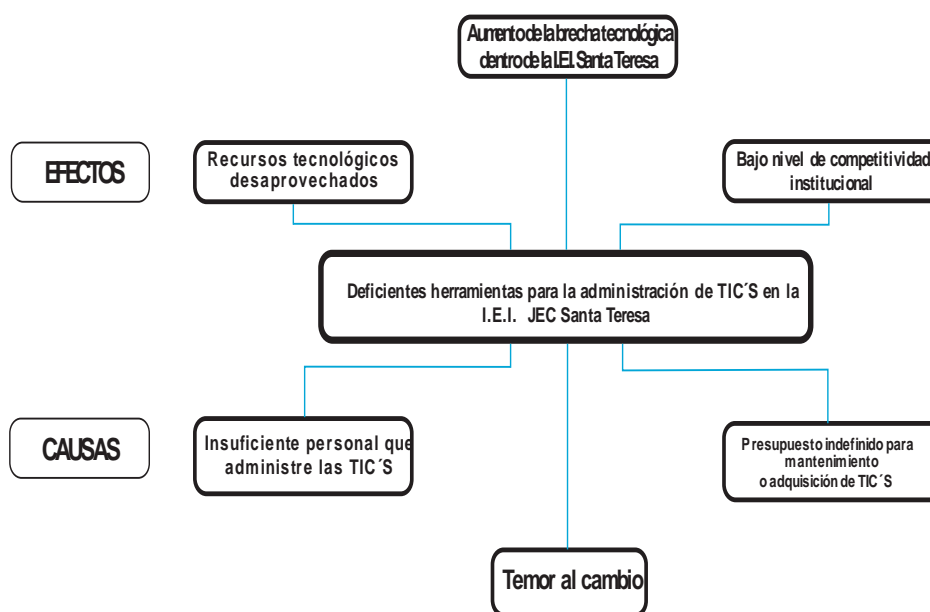 Aumento de la brecha tecnológica
dentro de la I.E.I. Santa Teresa
EFECTOS
Recursos tecnológicos
desaprovechados
Bajo nivel de competitividad
institucional
Deficientes herramientas para la administración de TIC´S en la
I.E.I. JEC Santa Teresa
CAUSAS
Insuficiente personal que
administre las TIC´S
Presupuesto indefinido para
mantenimiento
o adquisición de TIC´S
Temor al cambio